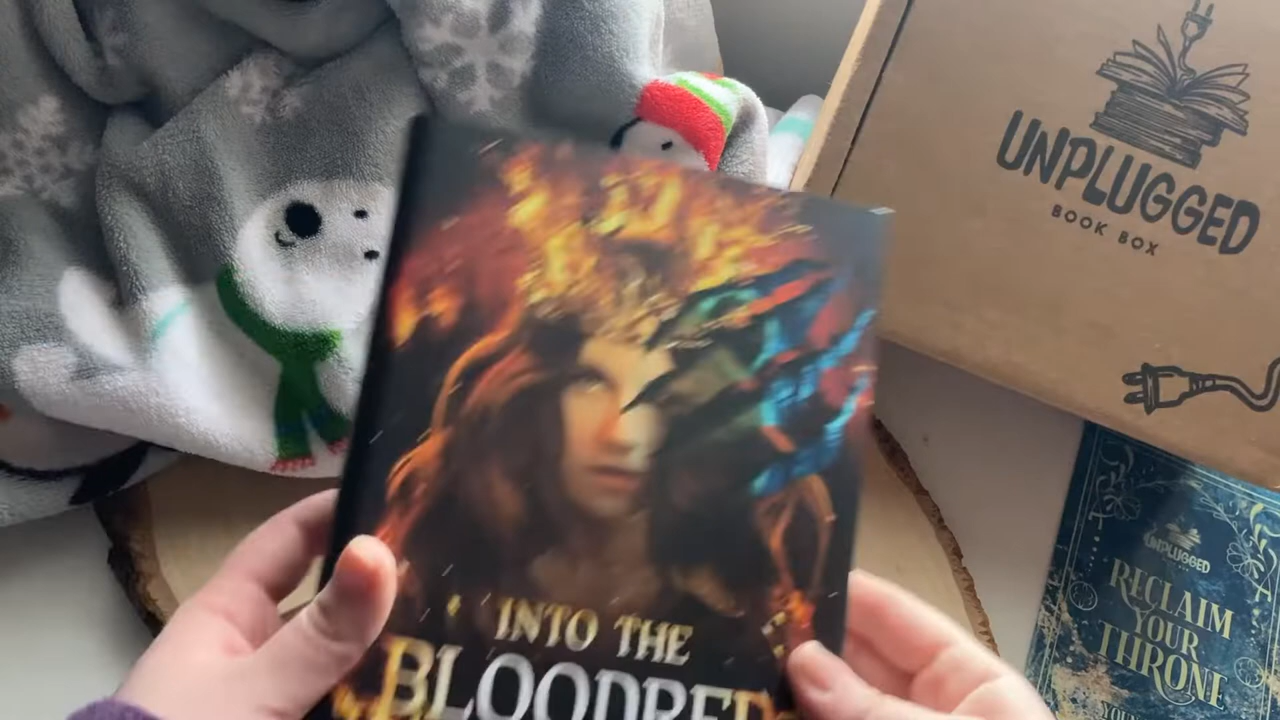 UNPLUGGED
BOOK BOX
INTO THE
BLOODRED
UNPLUGGED
RECLAIM
YOUR
THRONE